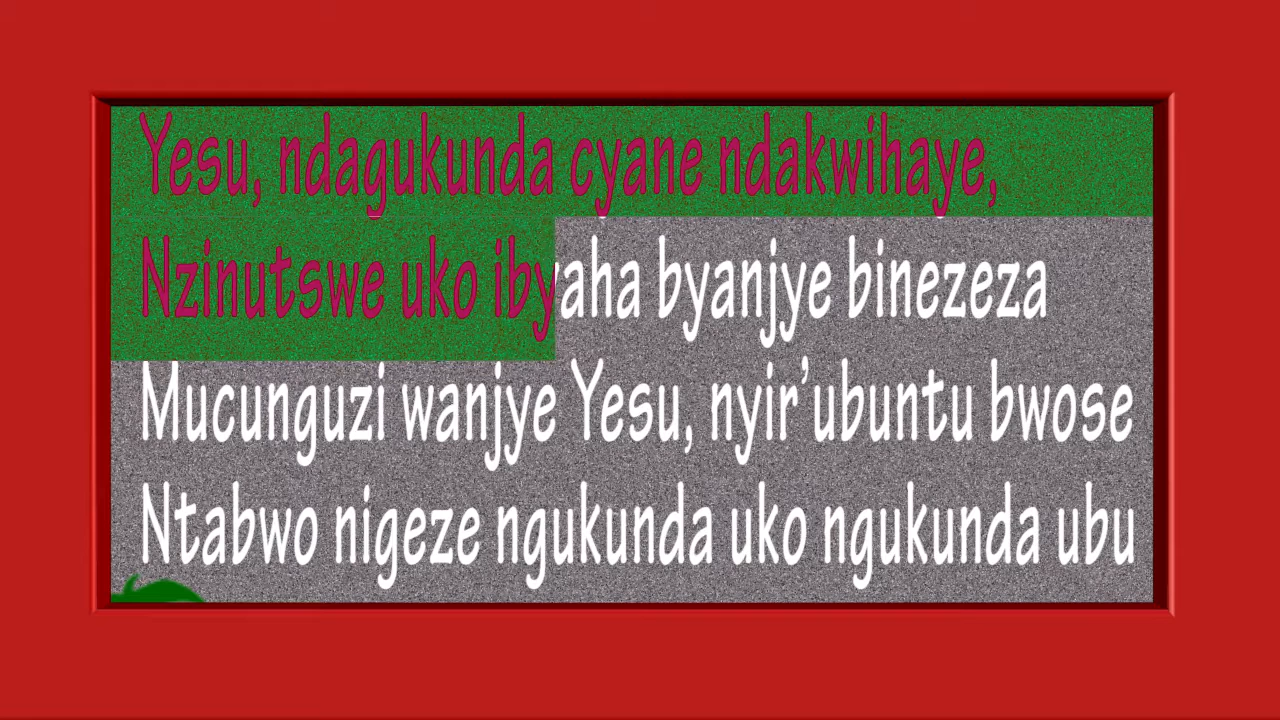 Yesu, ndagukunda cyane ndakwihaye,
Nzinutswe uko ibyaha byanjye binezeza
Mucunguzi wanjye Yesu, nyir’ubuntu bwose
Ntabwo nigeze ngukunda uko ngukunda ubu